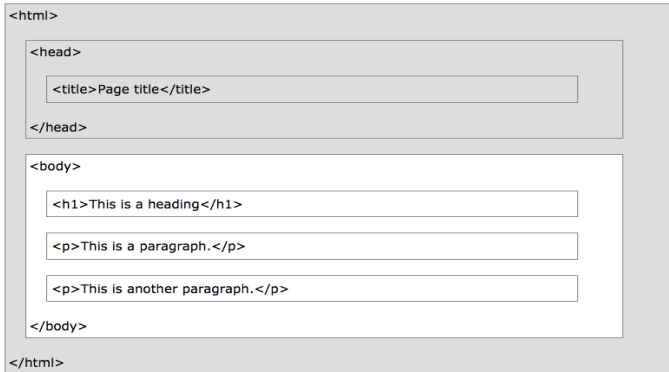 <html>
<head>
<title>Page title</title>
</head>
<body>
<h1>This is a heading</h1>
<p>This is a paragraph.</p>
<p>This is another paragraph.</p>
</body>
</html>